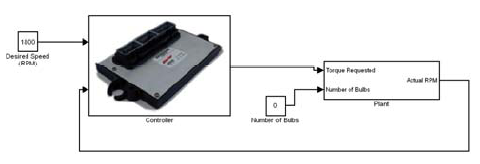 1800
Desired Speed
(RPM)
Controller
0
Number of Bulbs
Torque Requested
Number of Bulbs
Actual RPM
Plant